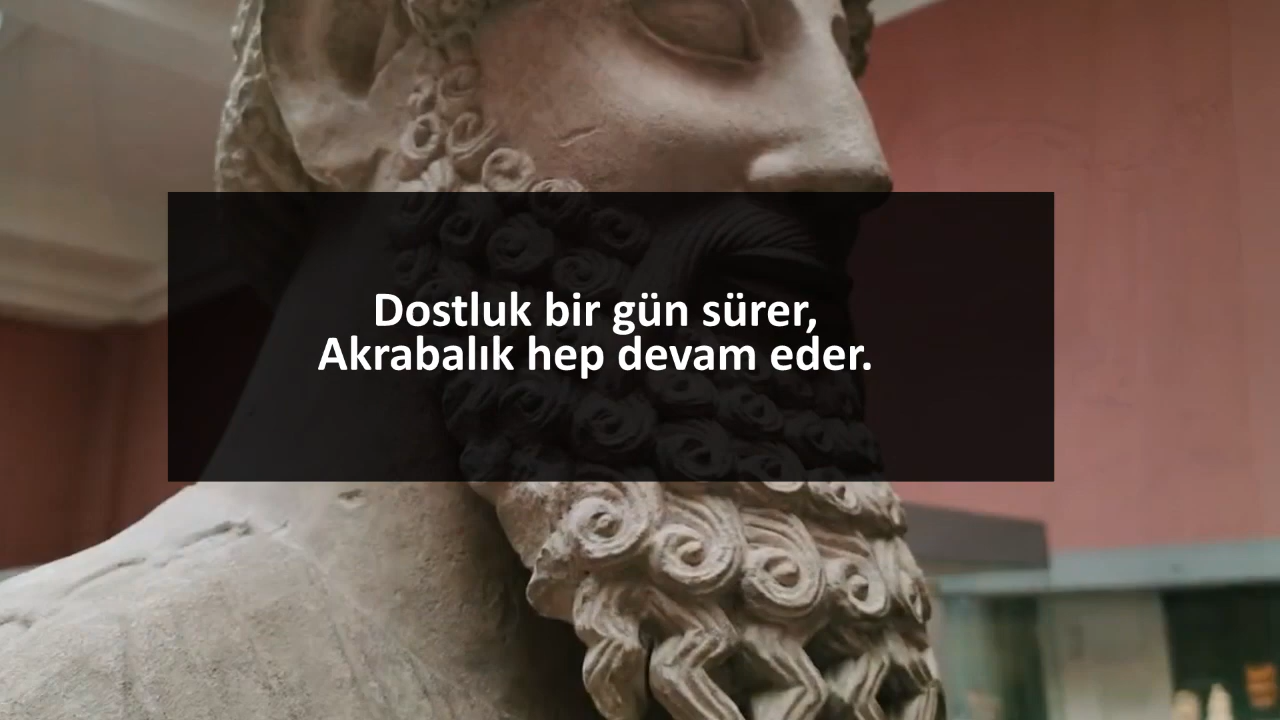 Dostluk bir gün sürer,
Akrabalık hep devam eder.